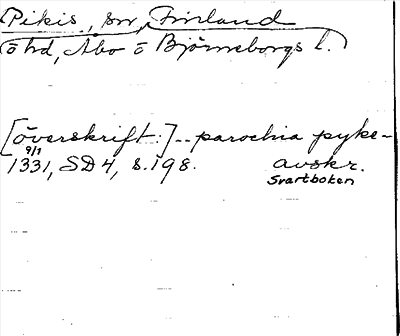 Pikis, sn, Finland
ö hd, Åbo ö Björneborgs l.
[överskrift:] -- parochia pyke-
9/1
1331, SD 4, s. 198. avskr.
Svartboken